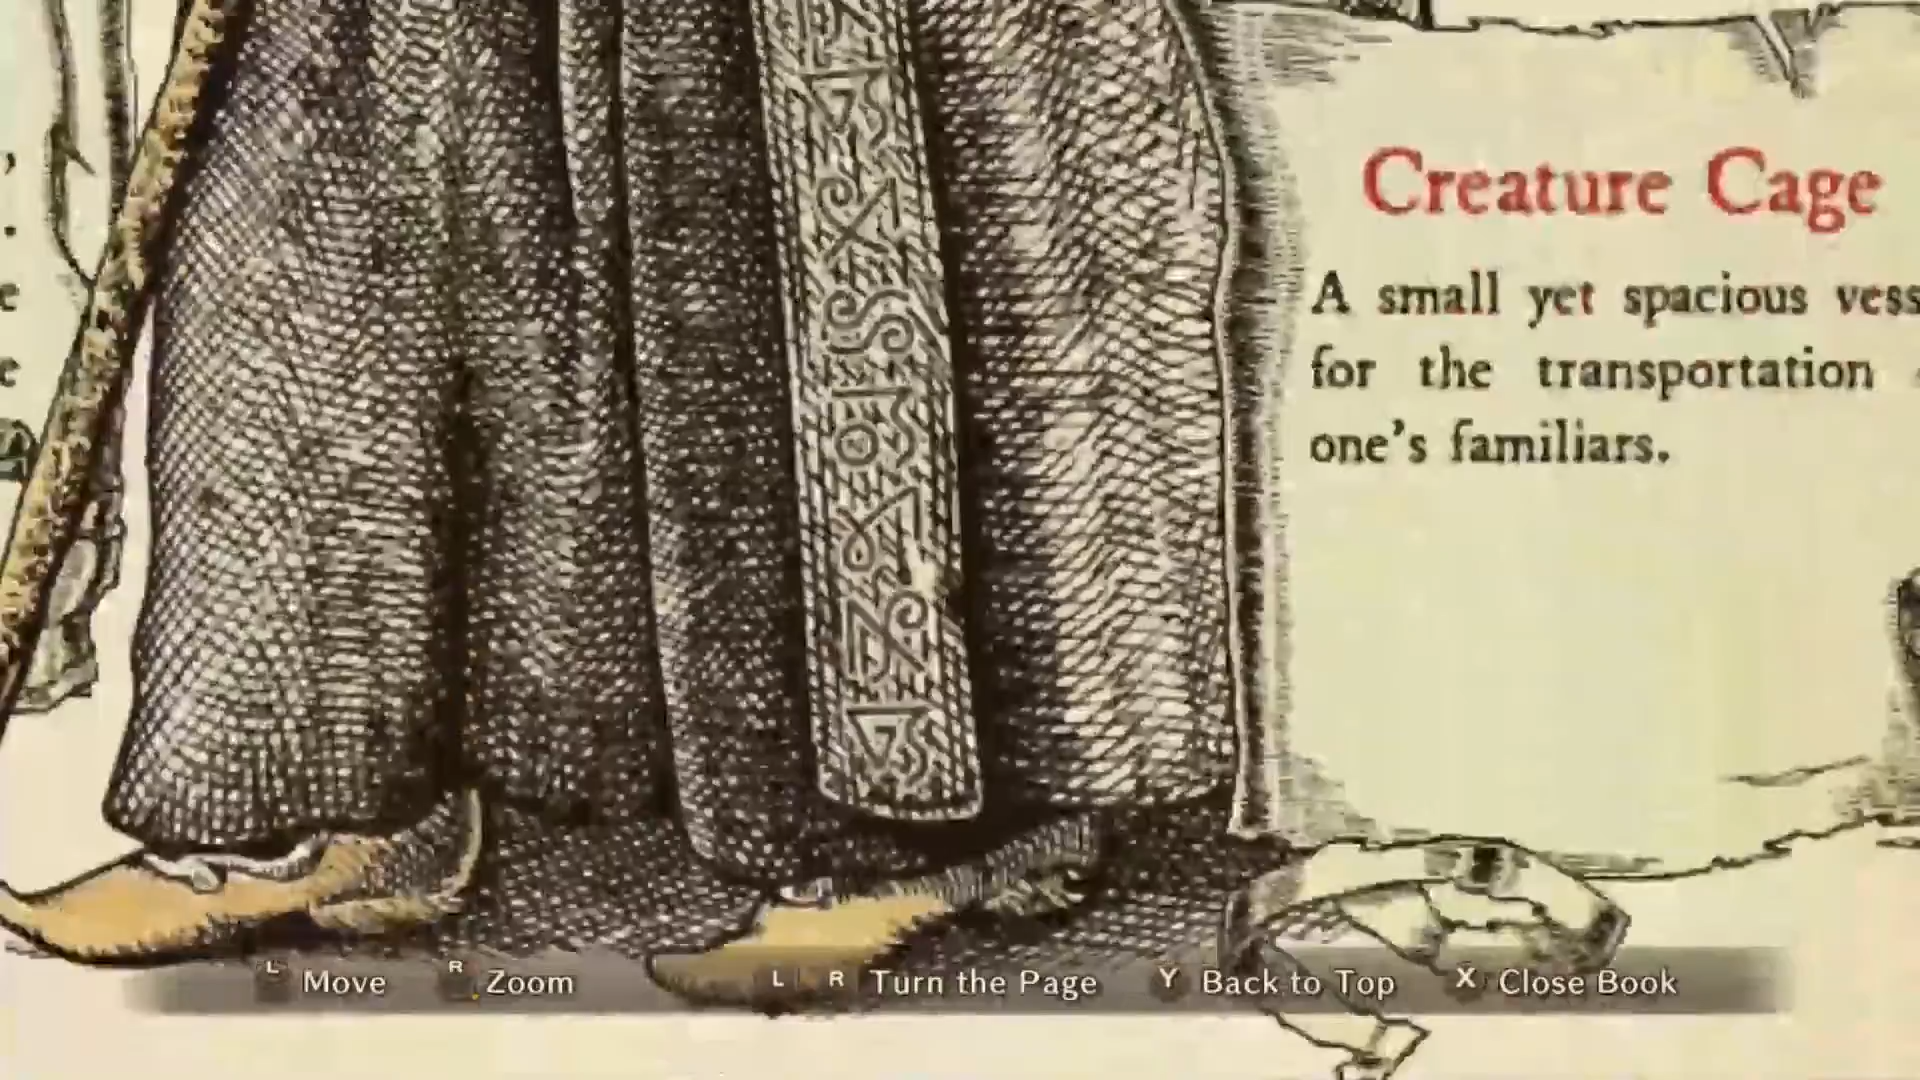 Creature Cage
A small yet spacious
for the transportation
one's familiars.
L Move R Zoom L R Turn the Page Y Back to Top X Close Book